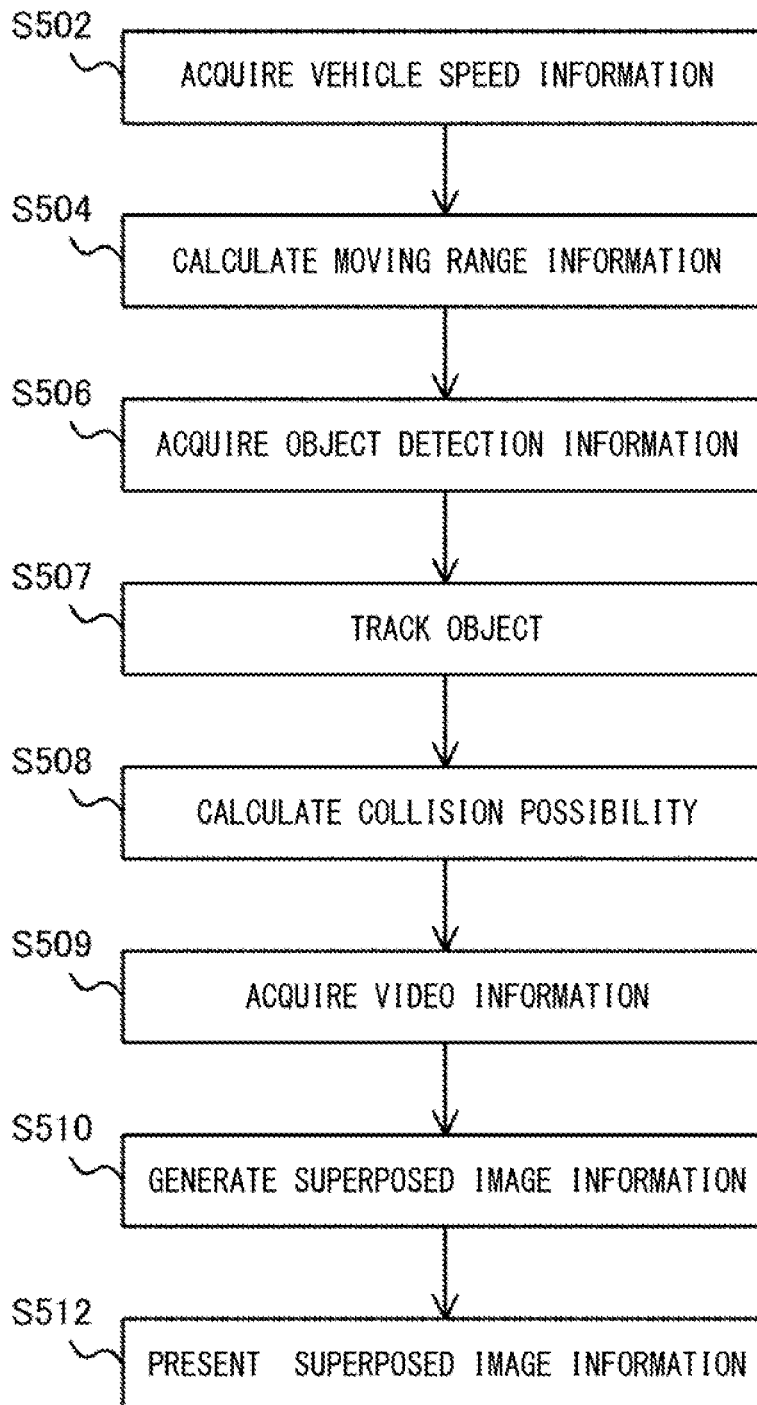 S502
ACQUIRE VEHICLE SPEED INFORMATION
S504
CALCULATE MOVING RANGE INFORMATION
S506
ACQUIRE OBJECT DETECTION INFORMATION
S507
TRACK OBJECT
S508
CALCULATE COLLISION POSSIBILITY
S509
ACQUIRE VIDEO INFORMATION
S510
GENERATE SUPERPOSED IMAGE INFORMATION
S512
PRESENT SUPERPOSED IMAGE INFORMATION